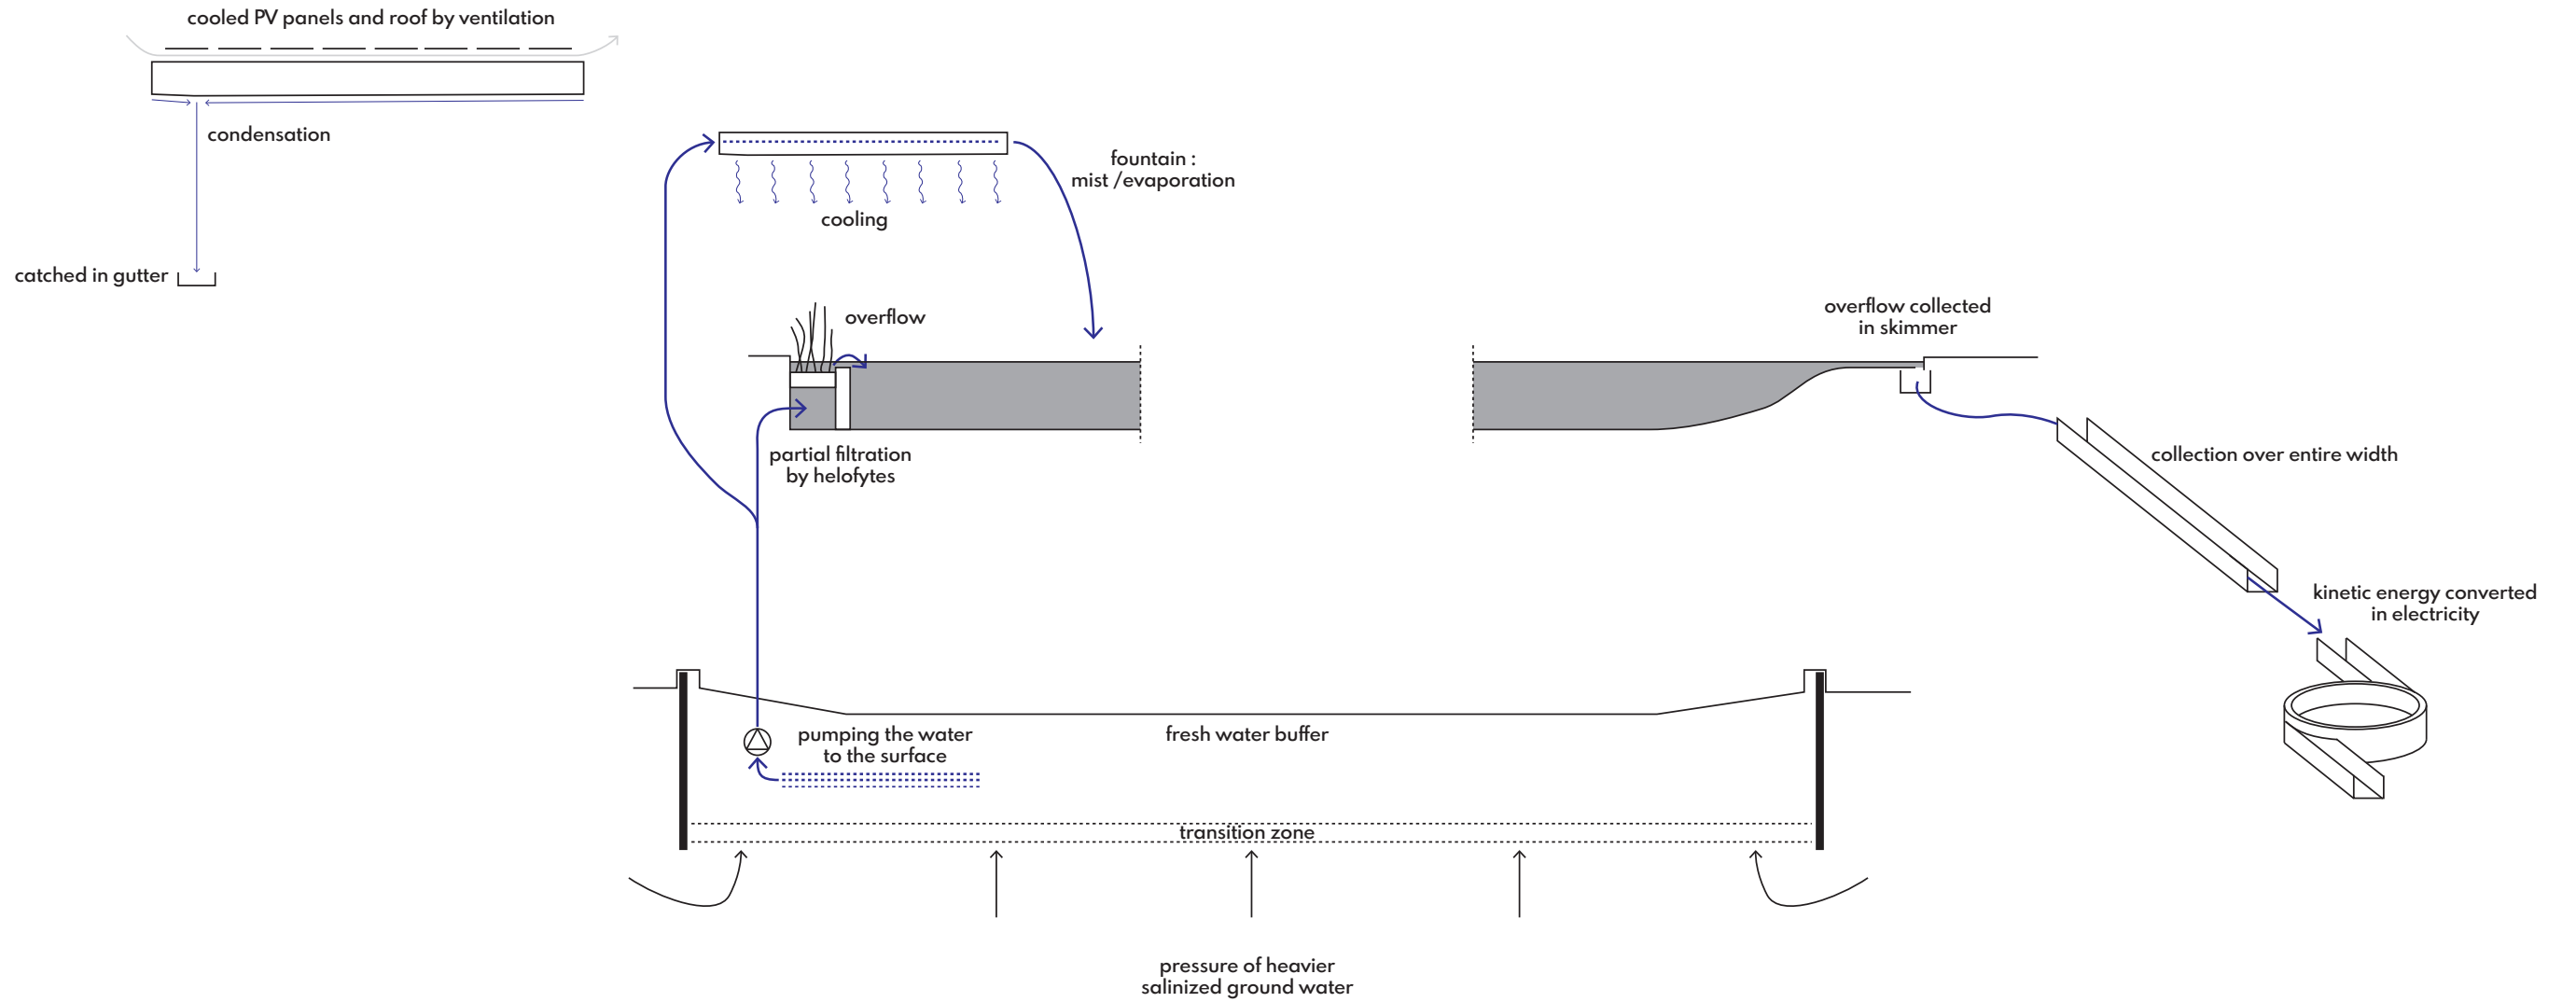 cooled PV panels and roof by ventilation
condensation
catched in gutter
fountain :
mist /evaporation
cooling
overflow
partial filtration
by helofytes
overflow collected
in skimmer
collection over entire width
kinetic energy converted
in electricity
pumping the water
to the surface
fresh water buffer
transition zone
pressure of heavier
salinized ground water